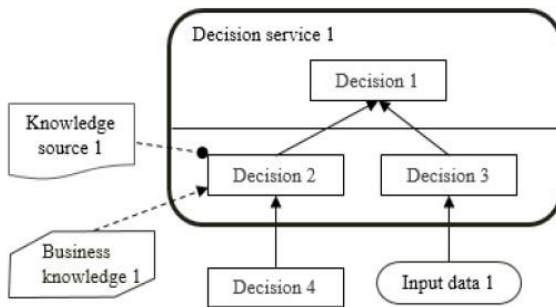 Decision service 1
Decision 1
Knowledge
source 1
Decision 2
Decision 3
Business
knowledge 1
Decision 4
Input data 1